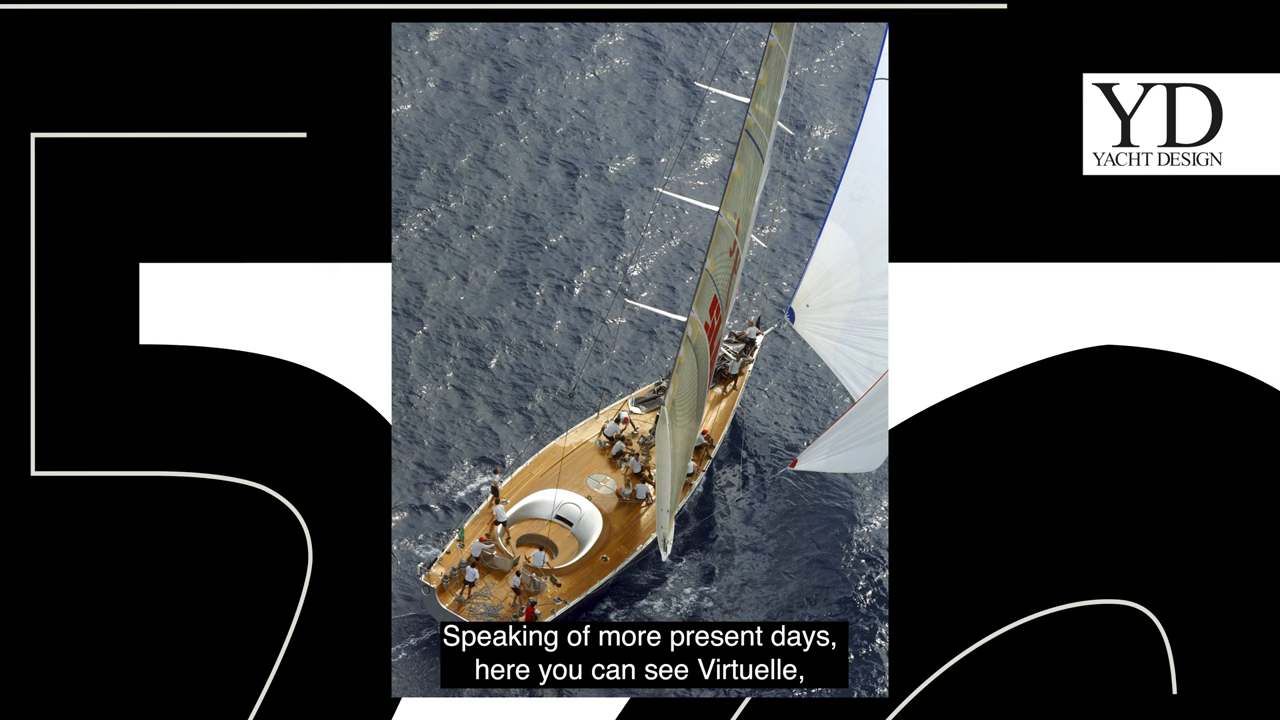 YD
YACHT DESIGN
Speaking of more present days,
here you can see Virtuelle,